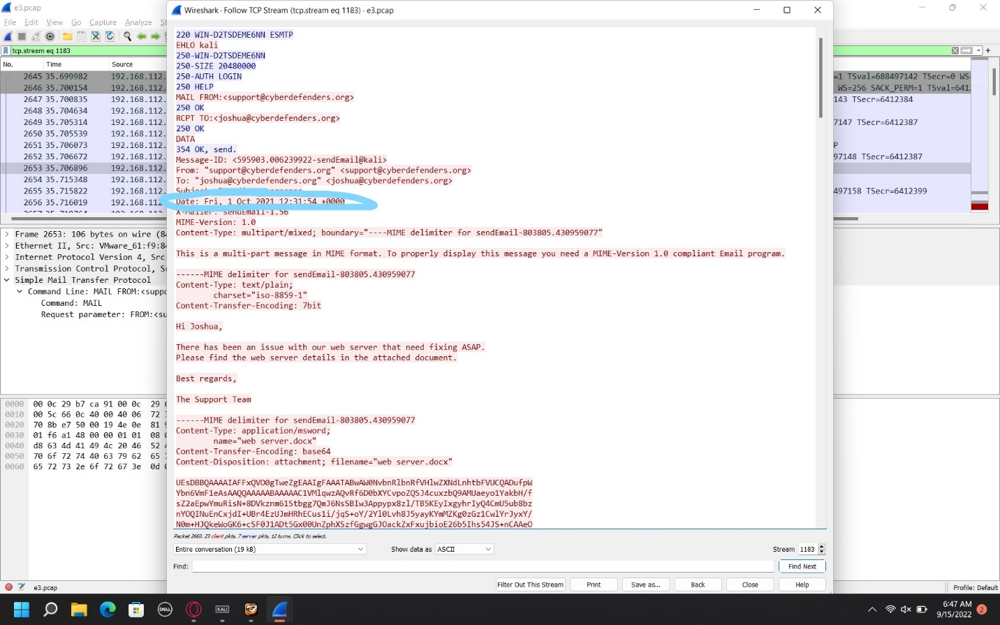 e3.pcap
Wireshark · Follow TCP Stream (tcp.stream eq 1183) · e3.pcap
File Edit View Go Capture Analyze St
tcp.stream eq 1183
No. Time Source
2645 35.699982 192.168.112.
2646 35.700154 192.168.112.
2647 35.700835 192.168.112.
2648 35.704634 192.168.112.
2649 35.705314 192.168.112.
2650 35.705539 192.168.112.
2651 35.706073 192.168.112.
2652 35.706672 192.168.112.
2653 35.706896 192.168.112.
2654 35.715348 192.168.112.
2655 35.715822 192.168.112.
2656 35.716019 192.168.112
=1 TSval=688497142 TSecr=0 WS=
WS=256 SACK_PERM=1 TSval=641
143 TSecr=6412384
7147 TSecr=6412387
P
97148 TSecr=6412387
497158 TSecr=6412399
Frame 2653: 106 bytes on wire (84
Ethernet II, Src: VMware_61:f9:8
Internet Protocol Version 4, Src
Transmission Control Protocol, S
Simple Mail Transfer Protocol
Command Line: MAIL FROM:<suppo
Command: MAIL
Request parameter: FROM:<su
0000 00 0c 29 b7 ca 91 00 0c 29 6
0010 00 5c 66 0c 40 00 40 06 72
0020 70 8b e7 50 00 19 4e 0e 81 9
0030 01 f6 a1 48 00 00 01 01 08 0
0040 d8 63 4d 41 49 4c 20 46 52 4
0050 70 6f 72 74 40 63 79 62 65
0060 65 72 73 2e 6f 72 67 3e 0d 0
220 WIN-D2TSDEME6NN ESMTP
EHLO kali
250-WIN-D2TSDEME6NN
250-SIZE 20480000
250-AUTH LOGIN
250 HELP
MAIL FROM:<support@cyberdefenders.org>
250 OK
RCPT TO:<joshua@cyberdefenders.org>
250 OK
DATA
354 OK, send.
Message-ID: <595903.006239922-sendEmail@kali>
From: "support@cyberdefenders.org" <support@cyberdefenders.org>
To: "joshua@cyberdefenders.org" <joshua@cyberdefenders.org>
Date: Fri, 1 Oct 2021 12:31:54 +0000
X-Mailer: sendEmail-1.56
MIME-Version: 1.0
Content-Type: multipart/mixed; boundary="----MIME delimiter for sendEmail-803805.430959077"
This is a multi-part message in MIME format. To properly display this message you need a MIME-Version 1.0 compliant Email program.
------MIME delimiter for sendEmail-803805.430959077
Content-Type: text/plain;
charset="iso-8859-1"
Content-Transfer-Encoding: 7bit
Hi Joshua,
There has been an issue with our web server that need fixing ASAP.
Please find the web server details in the attached document.
Best regards,
The Support Team
------MIME delimiter for sendEmail-803805.430959077
Content-Type: application/msword;
name="web server.docx"
Content-Transfer-Encoding: base64
Content-Disposition: attachment; filename="web server.docx"
UEsDBBQAAAAIAFFxQVO0gTweZgEAAIgFAAATABwAW0NvbnRlbnRfVHlwZXNdLnhtbFVUCQADufpW
Ybn6VmF1eAsAAQQAAAAABAAAAAC1VMlqwzAQvRf6D0bXYCvpoZQSJ4cuxzbQ9AMUaeyo1YakbH/f
sZ2aEpwYmuRisN+8DVkznm61Stbgg7QmJ6NsSBIw3Appypx8zl/TB5KEyIxgyhrIyQ4CmU5ub8bz
nYOQINuEnCxjdI+UBr4EzUJmHRhECus1i/jqS+oY/2Yl0Lvh8J5yayKYmMZKg0zGz1CwlYrJyxY/
N0m+HJQkeWoGK6+cSF0J1ADt5Gx00UnZphXSzfGgwgGJOackZxFxujbioE26b5Ihs54JS+nCAAeO
Packet 2660. 23 client pkts, 7 server pkts, 12 turns. Click to select.
Entire conversation (19 kB) Show data as ASCII Stream 1183
Find: Find Next
Filter Out This Stream Print Save as... Back Close Help
e3.pcap Profile: Default
DELL KALI
6:47 AM
9/15/2022
2